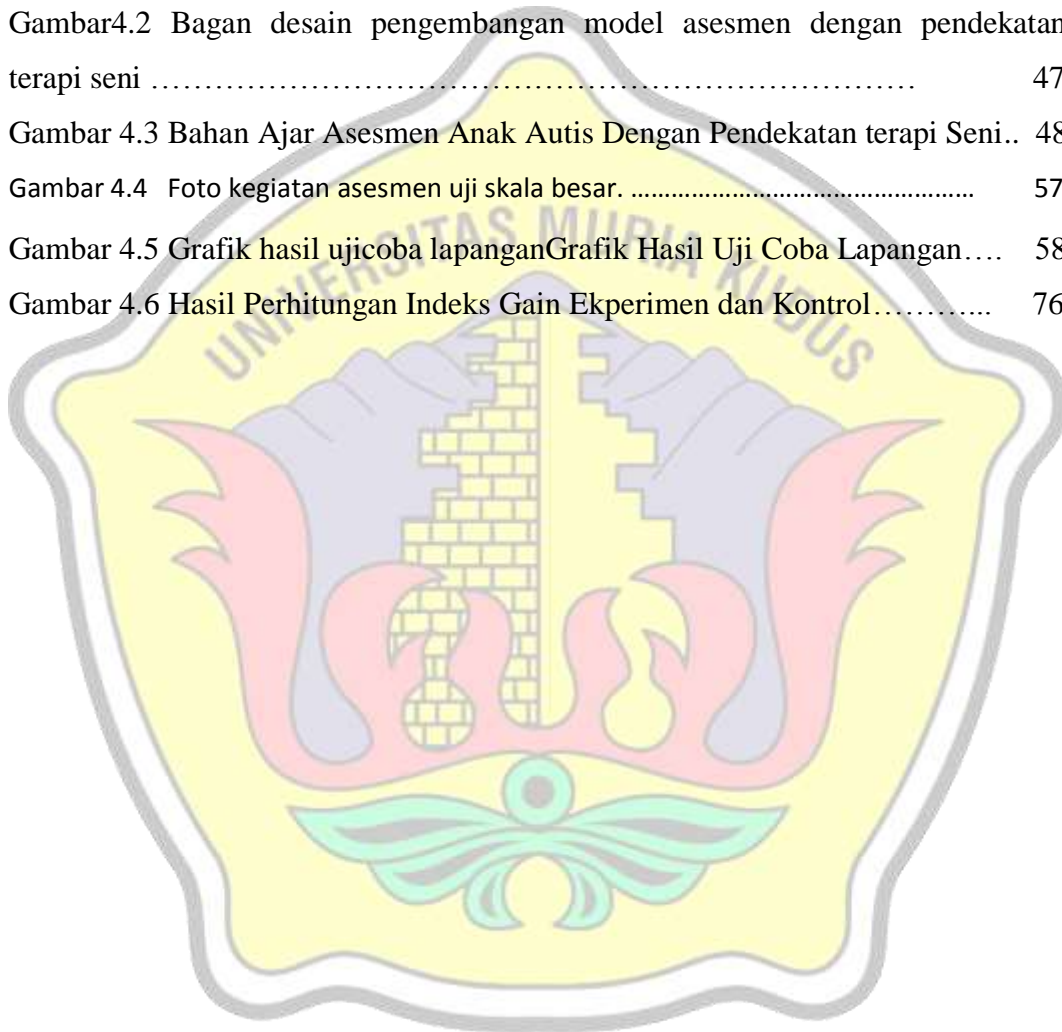 Gambar4.2 Bagan desain pengembangan model asesmen dengan pendekatan
terapi seni ……………………………………………………………… 47
Gambar 4.3 Bahan Ajar Asesmen Anak Autis Dengan Pendekatan terapi Seni.. 48
Gambar 4.4 Foto kegiatan asesmen uji skala besar. …………………………………………… 57
Gambar 4.5 Grafik hasil ujicoba lapanganGrafik Hasil Uji Coba Lapangan…. 58
Gambar 4.6 Hasil Perhitungan Indeks Gain Ekperimen dan Kontrol………... 76
UNIVERSITAS MURIA KUDUS